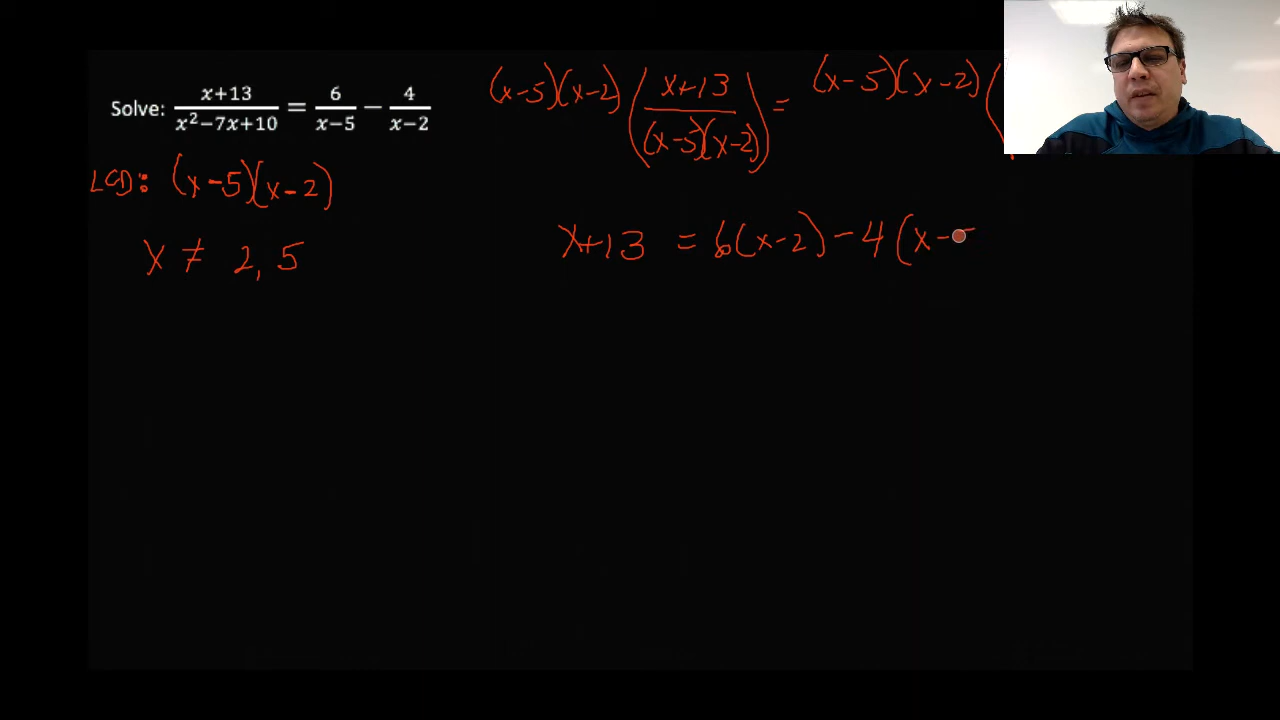 Solve: (x+13)/(x²−7x+10) = 6/(x−5) − 4/(x−2)
(x-5)(x-2) ( (x+13)/((x-5)(x-2)) ) = (x-5)(x-2) (
LCD: (x-5)(x-2)
x+13 = 6(x-2) - 4(x-
x ≠ 2, 5